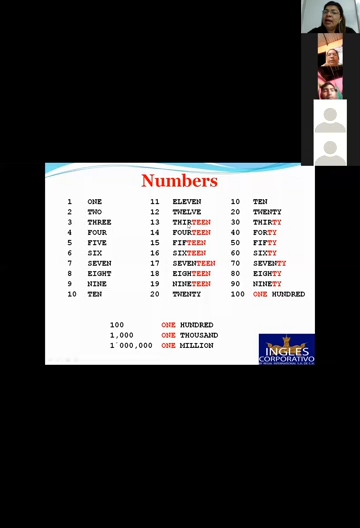 Numbers
1 ONE 11 ELEVEN 10 TEN
2 TWO 12 TWELVE 20 TWENTY
3 THREE 13 THIRTEEN 30 THIRTY
4 FOUR 14 FOURTEEN 40 FORTY
5 FIVE 15 FIFTEEN 50 FIFTY
6 SIX 16 SIXTEEN 60 SIXTY
7 SEVEN 17 SEVENTEEN 70 SEVENTY
8 EIGHT 18 EIGHTEEN 80 EIGHTY
9 NINE 19 NINETEEN 90 NINETY
10 TEN 20 TWENTY 100 ONE HUNDRED
100 ONE HUNDRED
1,000 ONE THOUSAND
1´000,000 ONE MILLION
INGLES
CORPORATIVO